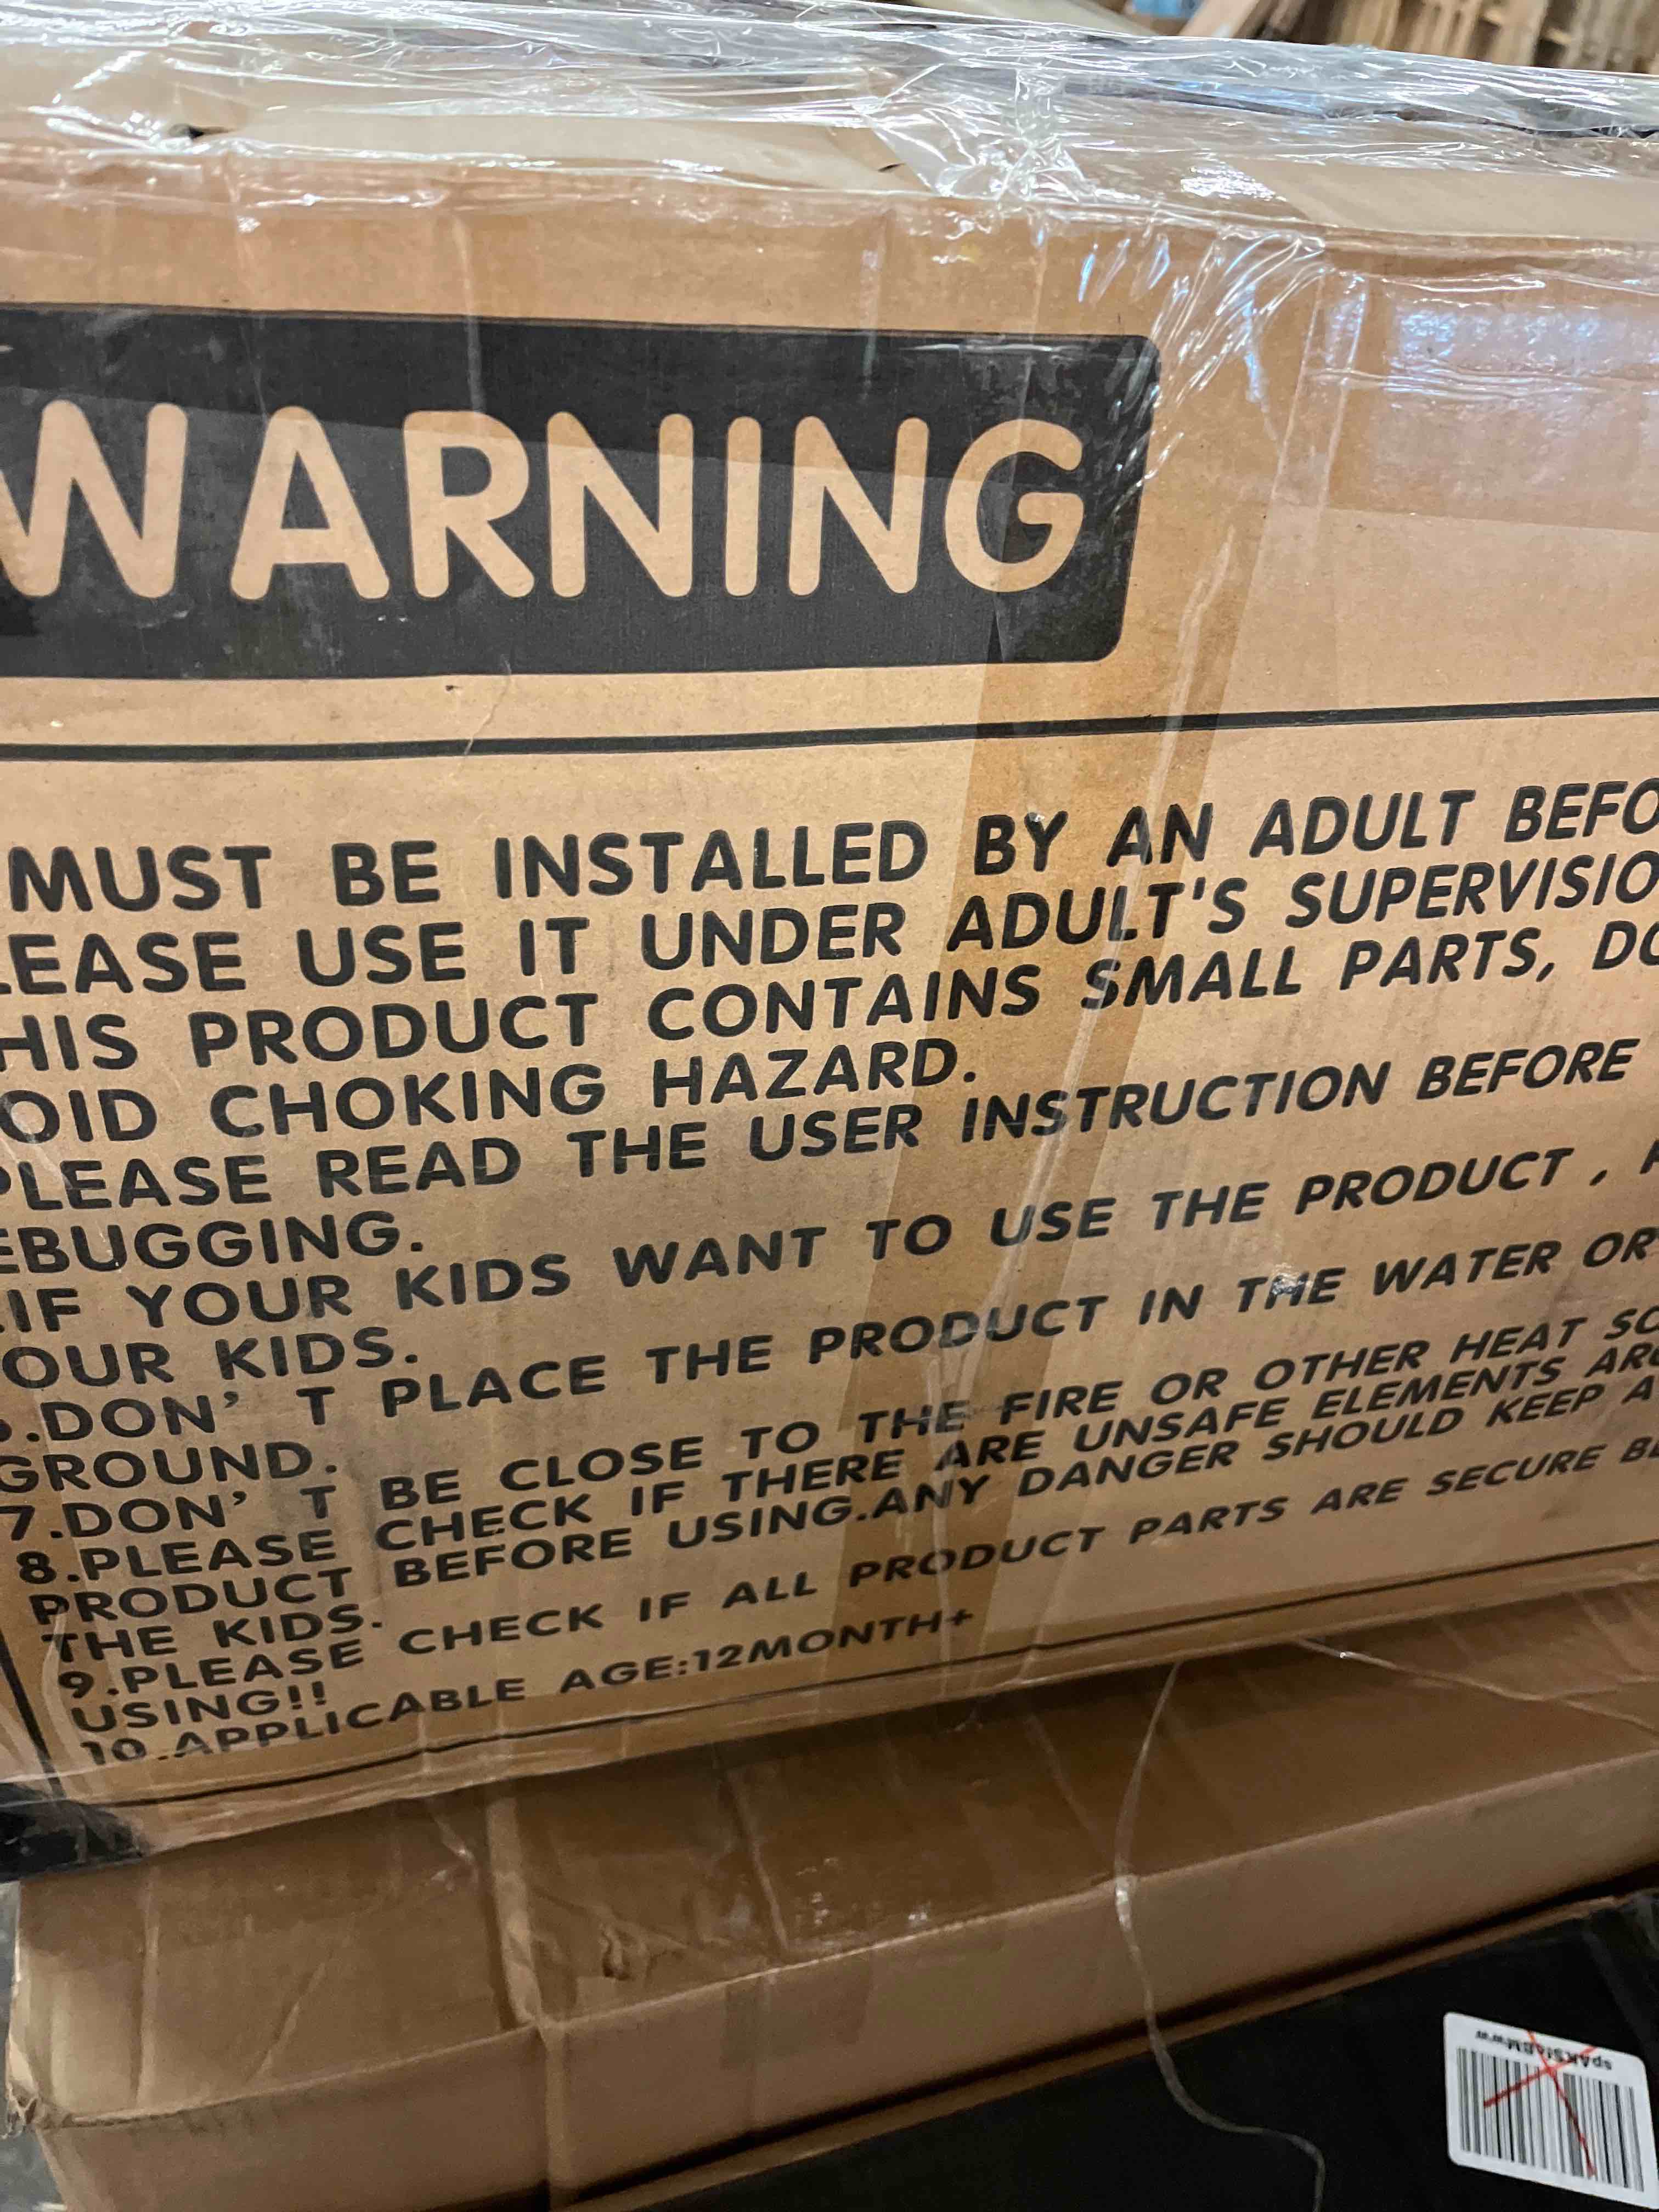 WARNING
MUST BE INSTALLED BY AN ADULT BEFO
LEASE USE IT UNDER ADULT'S SUPERVISIO
HIS PRODUCT CONTAINS SMALL PARTS, DO
OID CHOKING HAZARD.
PLEASE READ THE USER INSTRUCTION BEFORE
EBUGGING.
.IF YOUR KIDS WANT TO USE THE PRODUCT ,
OUR KIDS.
.DON' T PLACE THE PRODUCT IN THE WATER OR
GROUND.
7.DON' T BE CLOSE TO THE FIRE OR OTHER HEAT SO
8.PLEASE CHECK IF THERE ARE UNSAFE ELEMENTS ARO
PRODUCT BEFORE USING.ANY DANGER SHOULD KEEP A
THE KIDS.
9.PLEASE CHECK IF ALL PRODUCT PARTS ARE SECURE BE
USING!!
10.APPLICABLE AGE:12MONTH+